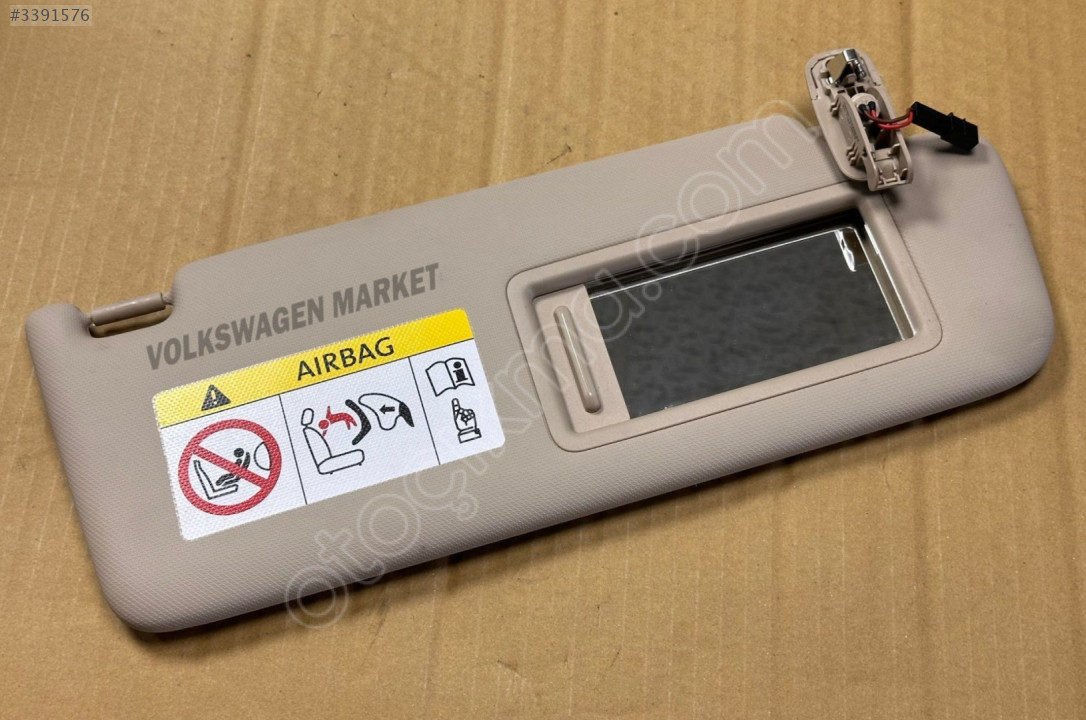 #3391576
VOLKSWAGEN MARKET
AIRBAG
otoçıkma.com